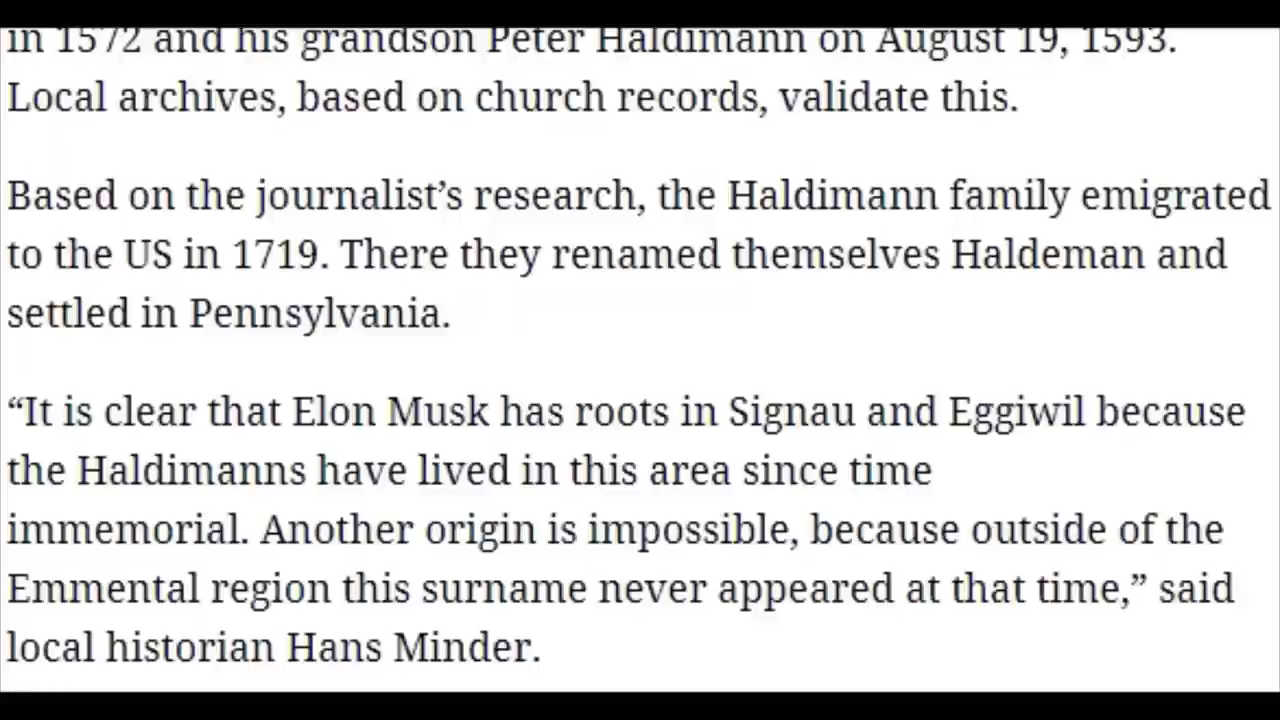 in 1572 and his grandson Peter Haldimann on August 19, 1593.
Local archives, based on church records, validate this.
Based on the journalist’s research, the Haldimann family emigrated
to the US in 1719. There they renamed themselves Haldeman and
settled in Pennsylvania.
“It is clear that Elon Musk has roots in Signau and Eggiwil because
the Haldimanns have lived in this area since time
immemorial. Another origin is impossible, because outside of the
Emmental region this surname never appeared at that time,” said
local historian Hans Minder.